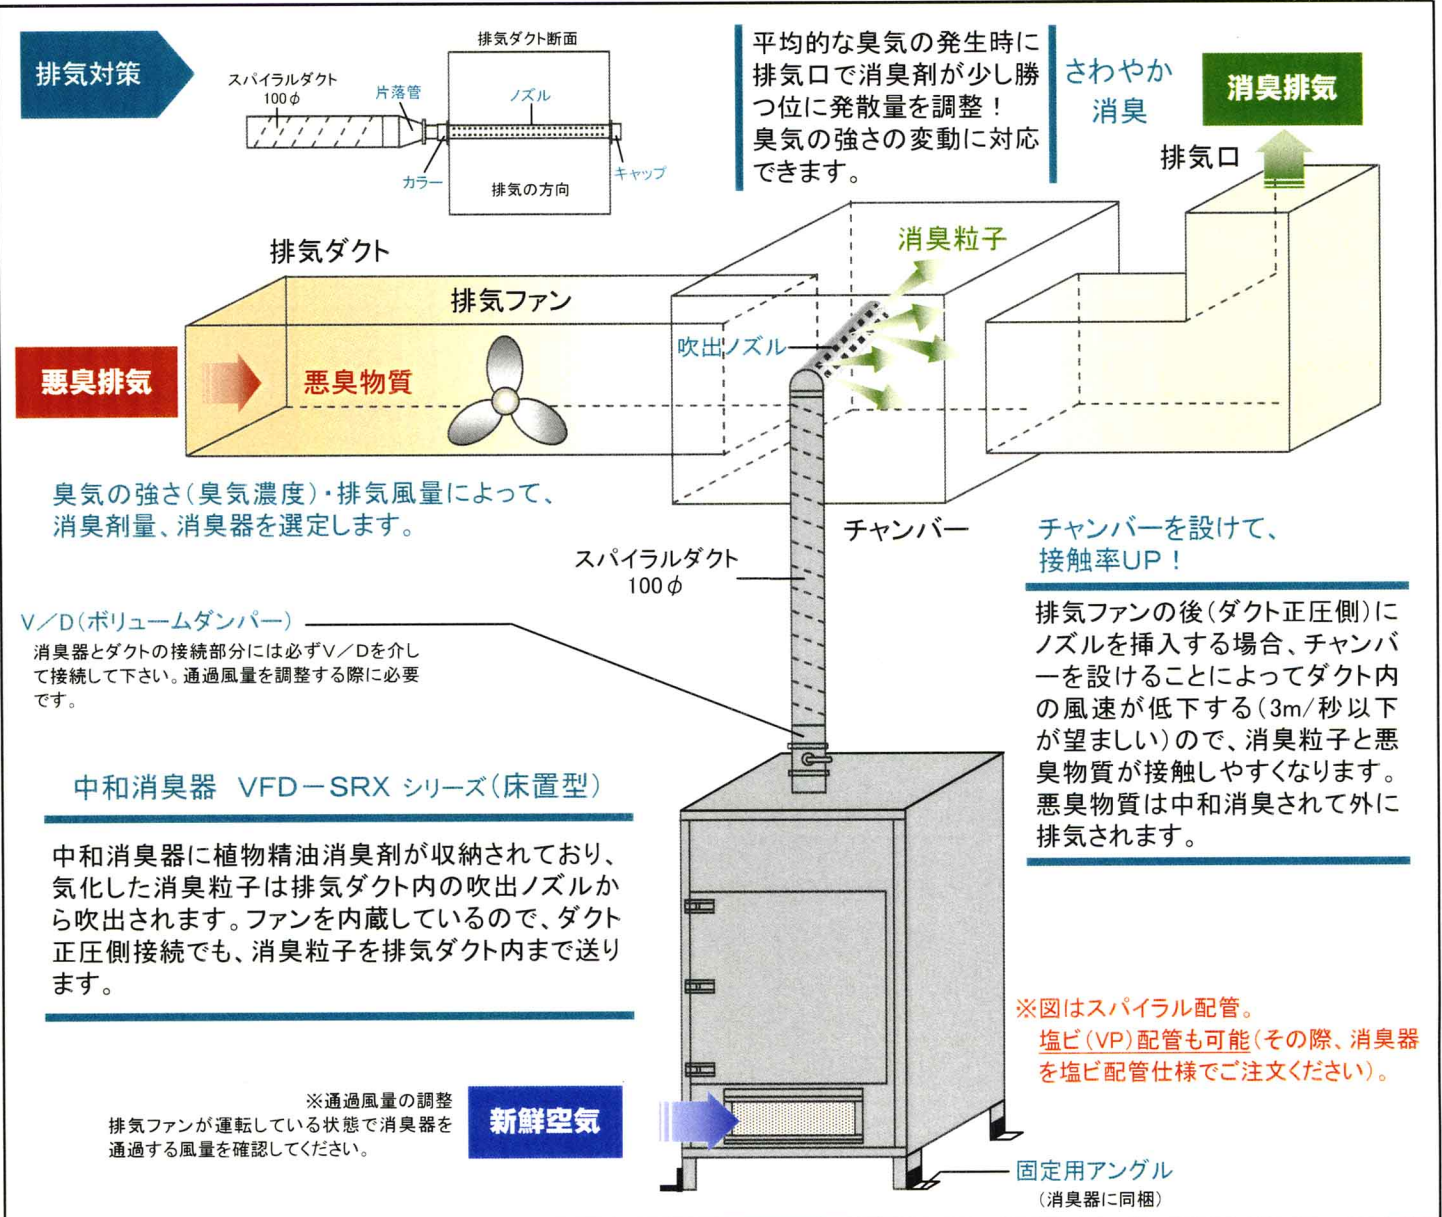 排気対策
排気ダクト断面
スパイラルダクト
100φ
片落管
ノズル
カラー
キャップ
排気の方向
平均的な臭気の発生時に
排気口で消臭剤が少し勝
つ位に発散量を調整！
臭気の強さの変動に対応
できます。
さわやか
消臭
消臭排気
排気口
排気ダクト
排気ファン
消臭粒子
吹出ノズル
悪臭排気
悪臭物質
臭気の強さ(臭気濃度)・排気風量によって、
消臭剤量、消臭器を選定します。
チャンバー
スパイラルダクト
100φ
チャンバーを設けて、
接触率UP！
排気ファンの後(ダクト正圧側)に
ノズルを挿入する場合、チャンバ
ーを設けることによってダクト内
の風速が低下する(3m/秒以下
が望ましい)ので、消臭粒子と悪
臭物質が接触しやすくなります。
悪臭物質は中和消臭されて外に
排気されます。
V／D(ボリュームダンパー)
消臭器とダクトの接続部分には必ずV／Dを介し
て接続して下さい。通過風量を調整する際に必要
です。
中和消臭器 VFD－SRX シリーズ(床置型)
中和消臭器に植物精油消臭剤が収納されており、
気化した消臭粒子は排気ダクト内の吹出ノズルか
ら吹出されます。ファンを内蔵しているので、ダクト
正圧側接続でも、消臭粒子を排気ダクト内まで送り
ます。
※図はスパイラル配管。
塩ビ(VP)配管も可能(その際、消臭器
を塩ビ配管仕様でご注文ください)。
※通過風量の調整
排気ファンが運転している状態で消臭器を
通過する風量を確認してください。
新鮮空気
固定用アングル
(消臭器に同梱)